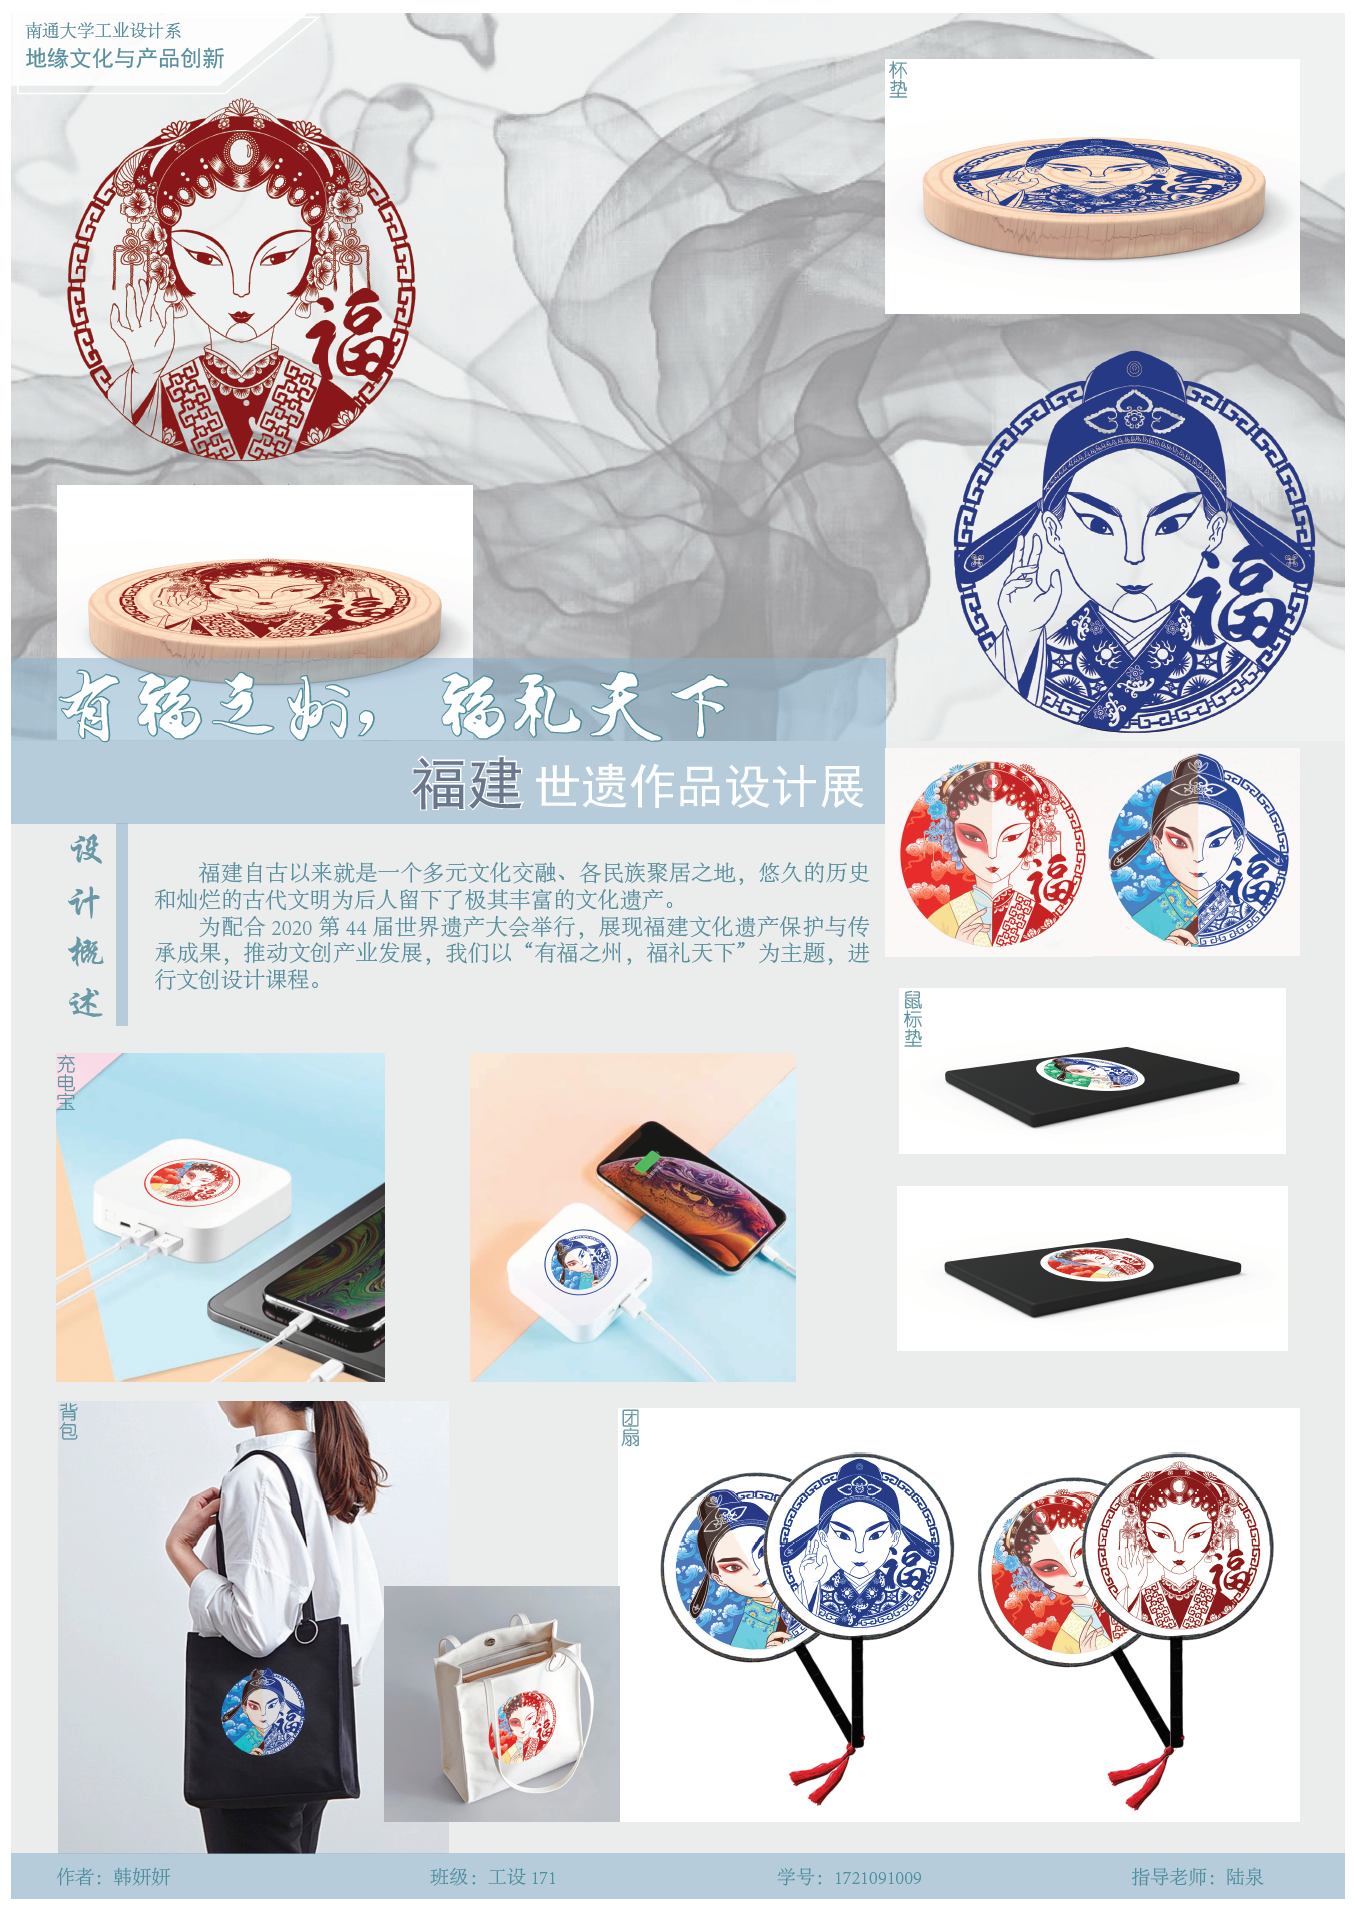 南通大学工业设计系
地缘文化与产品创新
杯垫
福
福
福
有福之州，福礼天下
福建世遗作品设计展
设计概述
福建自古以来就是一个多元文化交融、各民族聚居之地，悠久的历史
和灿烂的古代文明为后人留下了极其丰富的文化遗产。
为配合 2020 第 44 届世界遗产大会举行，展现福建文化遗产保护与传
承成果，推动文创产业发展，我们以“有福之州，福礼天下”为主题，进
行文创设计课程。
福
福
鼠标垫
充电宝
背包
团扇
福
福
福
福
作者：韩妍妍
班级：工设 171
学号：1721091009
指导老师：陆泉